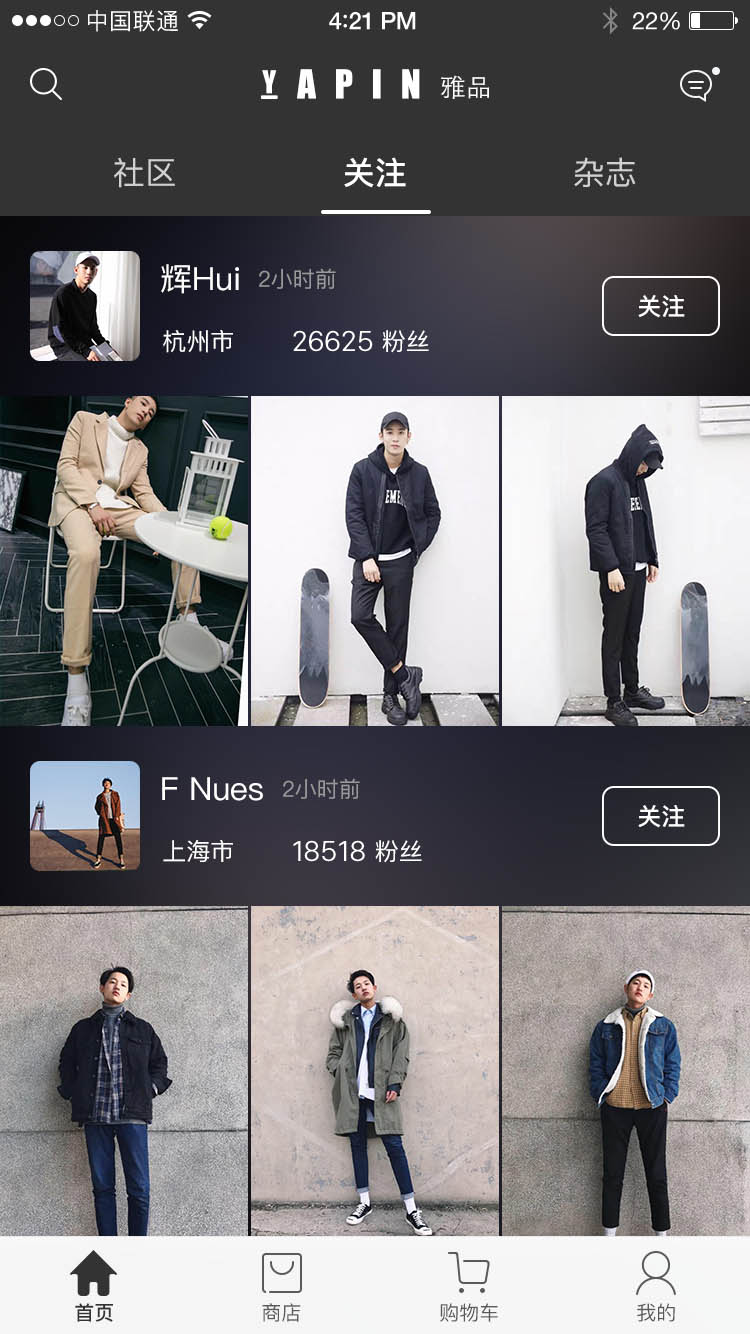 中国联通 4:21 PM 22%
YAPIN 雅品
社区 关注 杂志
辉Hui 2小时前
关注
杭州市 26625 粉丝
F Nues 2小时前
关注
上海市 18518 粉丝
首页 商店 购物车 我的